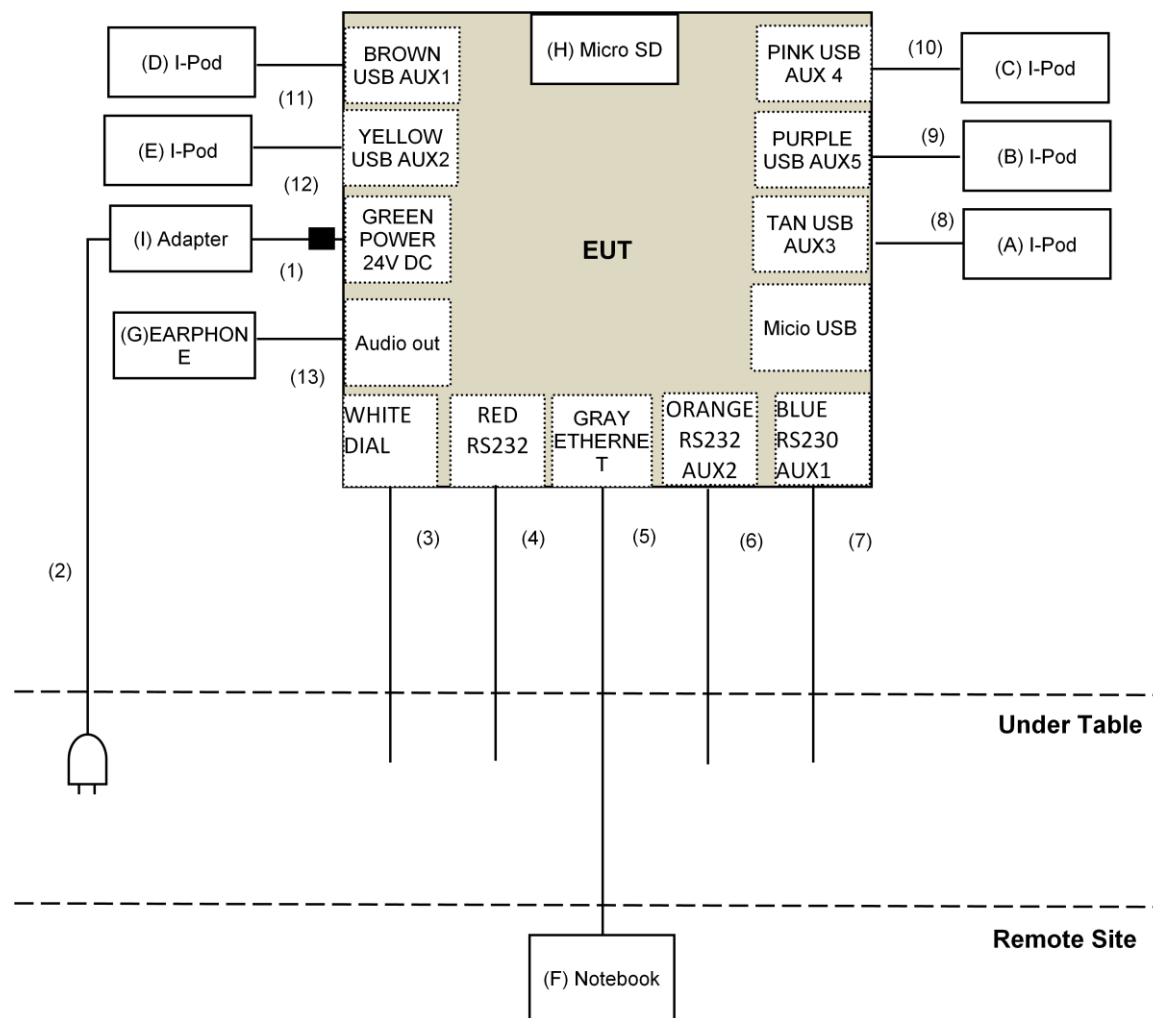 (H) Micro SD
(D) I-Pod
BROWN
USB AUX1
PINK USB
AUX 4
(10)
(C) I-Pod
(11)
(E) I-Pod
YELLOW
USB AUX2
PURPLE
USB AUX5
(9)
(B) I-Pod
(12)
(I) Adapter
(1)
GREEN
POWER
24V DC
EUT
TAN USB
AUX3
(8)
(A) I-Pod
(G)EARPHON
E
(13)
Audio out
Micio USB
WHITE
DIAL
RED
RS232
GRAY
ETHERNE
T
ORANGE
RS232
AUX2
BLUE
RS230
AUX1
(2)
(3)
(4)
(5)
(6)
(7)
Under Table
Remote Site
(F) Notebook